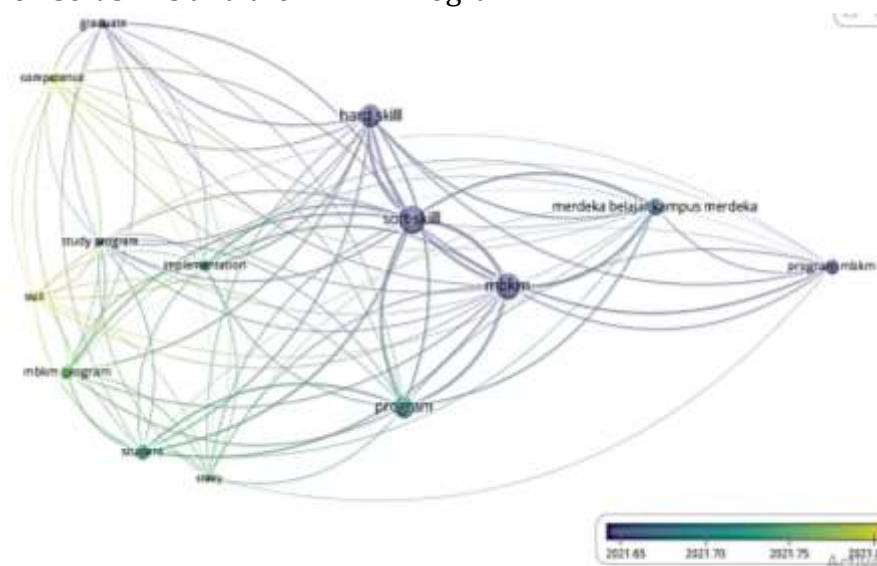 graduate
competence
hard skill
soft skill
merdeka belajar kampus merdeka
study program
implementation
program mbkm
skill
mbkm
mbkm program
program
student
study
2021.65
2021.70
2021.75